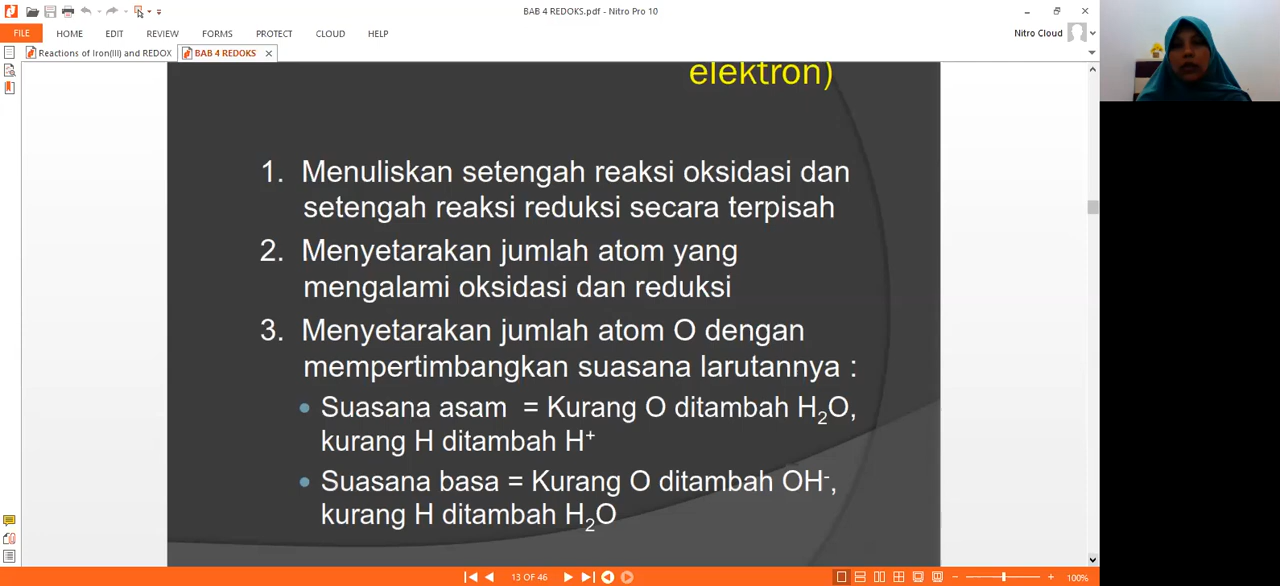 BAB 4 REDOKS.pdf - Nitro Pro 10
FILE HOME EDIT REVIEW FORMS PROTECT CLOUD HELP
Nitro Cloud
Reactions of Iron(III) and REDOX
BAB 4 REDOKS
elektron)
1. Menuliskan setengah reaksi oksidasi dan
setengah reaksi reduksi secara terpisah
2. Menyetarakan jumlah atom yang
mengalami oksidasi dan reduksi
3. Menyetarakan jumlah atom O dengan
mempertimbangkan suasana larutannya :
• Suasana asam = Kurang O ditambah H₂O,
kurang H ditambah H⁺
• Suasana basa = Kurang O ditambah OH⁻,
kurang H ditambah H₂O
13 OF 46
100%